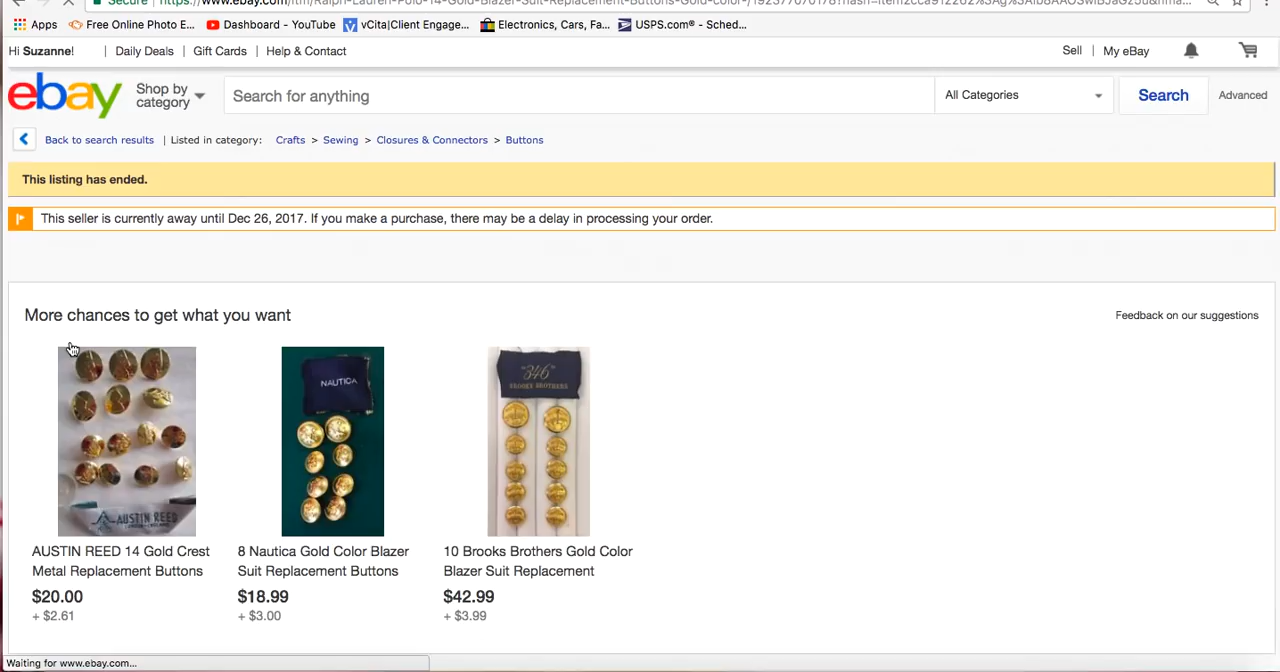 Secure
Apps Free Online Photo E... Dashboard - YouTube vCita|Client Engage... Electronics, Cars, Fa... USPS.com® - Sched...
Hi Suzanne! | Daily Deals | Gift Cards | Help & Contact Sell | My eBay
ebay Shop by category Search for anything All Categories Search Advanced
Back to search results | Listed in category: Crafts > Sewing > Closures & Connectors > Buttons
This listing has ended.
This seller is currently away until Dec 26, 2017. If you make a purchase, there may be a delay in processing your order.
More chances to get what you want Feedback on our suggestions
NAUTICA
"346"
BROOKS BROTHERS
AUSTIN REED
AUSTIN REED 14 Gold Crest
Metal Replacement Buttons
$20.00
+ $2.61
8 Nautica Gold Color Blazer
Suit Replacement Buttons
$18.99
+ $3.00
10 Brooks Brothers Gold Color
Blazer Suit Replacement
$42.99
+ $3.99
Waiting for www.ebay.com...